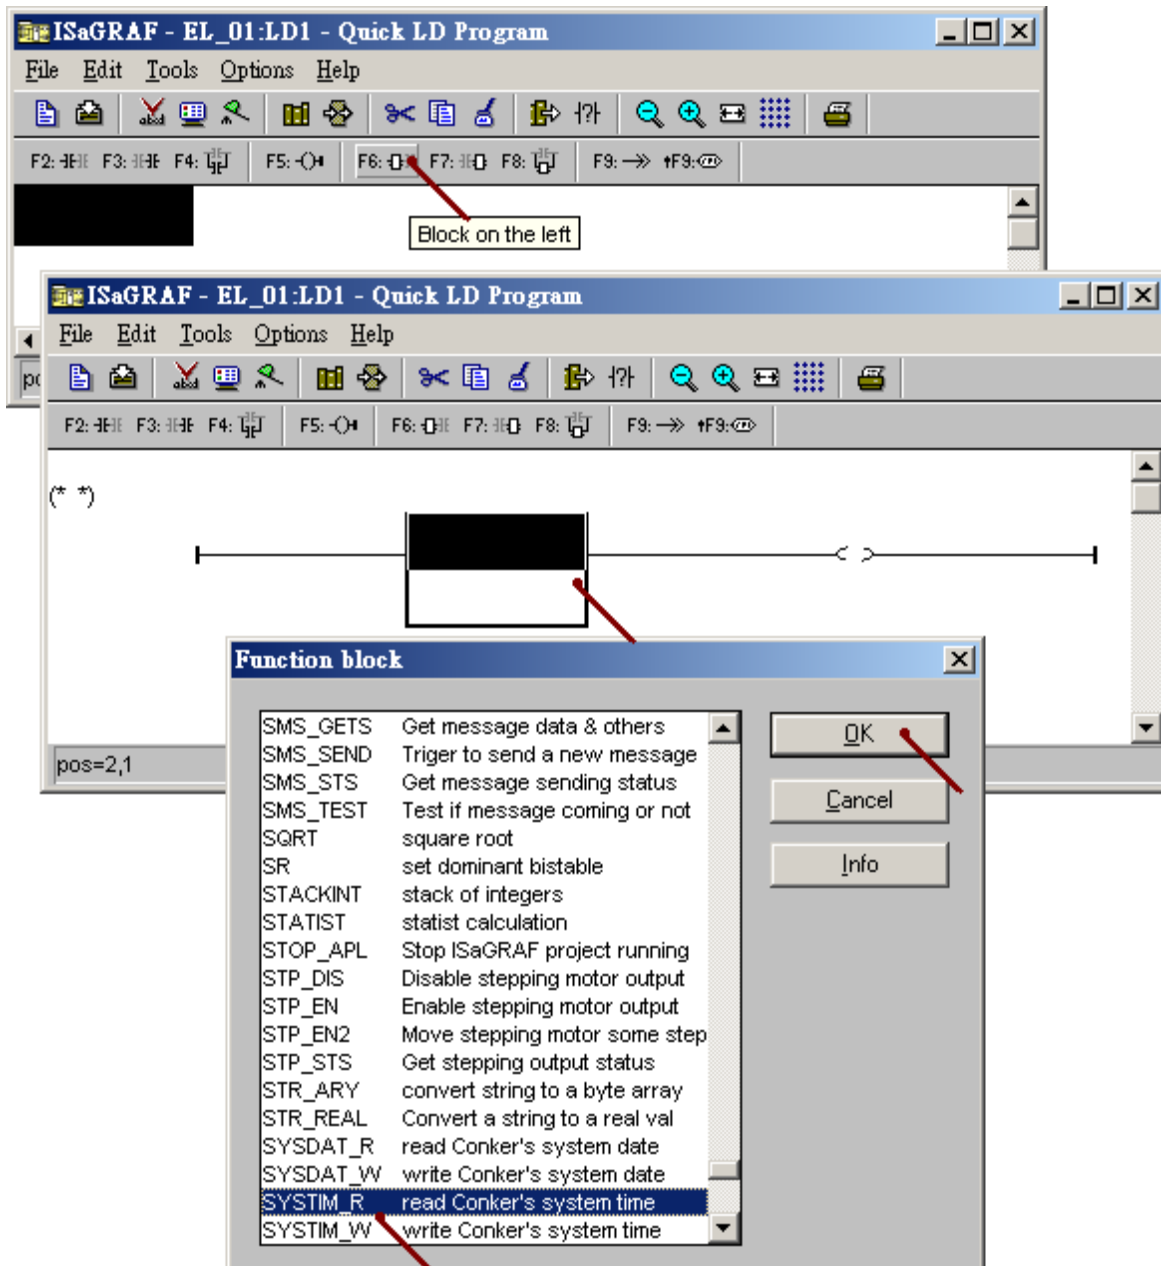 ISaGRAF - EL_01:LD1 - Quick LD Program
File Edit Tools Options Help
F2: F3: F4: F5: F6: F7: F8: F9: F9:
Block on the left
ISaGRAF - EL_01:LD1 - Quick LD Program
File Edit Tools Options Help
F2: F3: F4: F5: F6: F7: F8: F9: F9:
(* *)
Function block
SMS_GETS Get message data & others
SMS_SEND Triger to send a new message
SMS_STS Get message sending status
SMS_TEST Test if message coming or not
SQRT square root
SR set dominant bistable
STACKINT stack of integers
STATIST statist calculation
STOP_APL Stop ISaGRAF project running
STP_DIS Disable stepping motor output
STP_EN Enable stepping motor output
STP_EN2 Move stepping motor some step
STP_STS Get stepping output status
STR_ARY convert string to a byte array
STR_REAL Convert a string to a real val
SYSDAT_R read Conker's system date
SYSDAT_W write Conker's system date
SYSTIM_R read Conker's system time
SYSTIM_W write Conker's system time
OK
Cancel
Info
pos=2,1